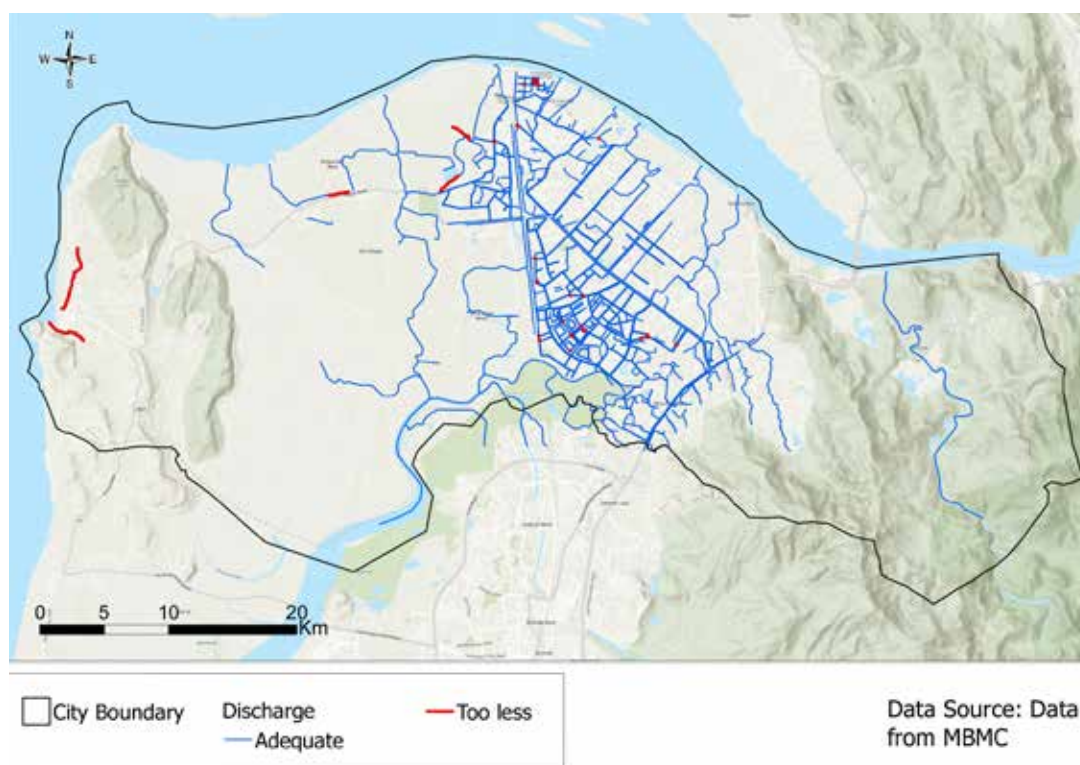 N
W E
S
0 5 10 20
Km
City Boundary
Discharge
Adequate
Too less
Data Source: Data
from MBMC